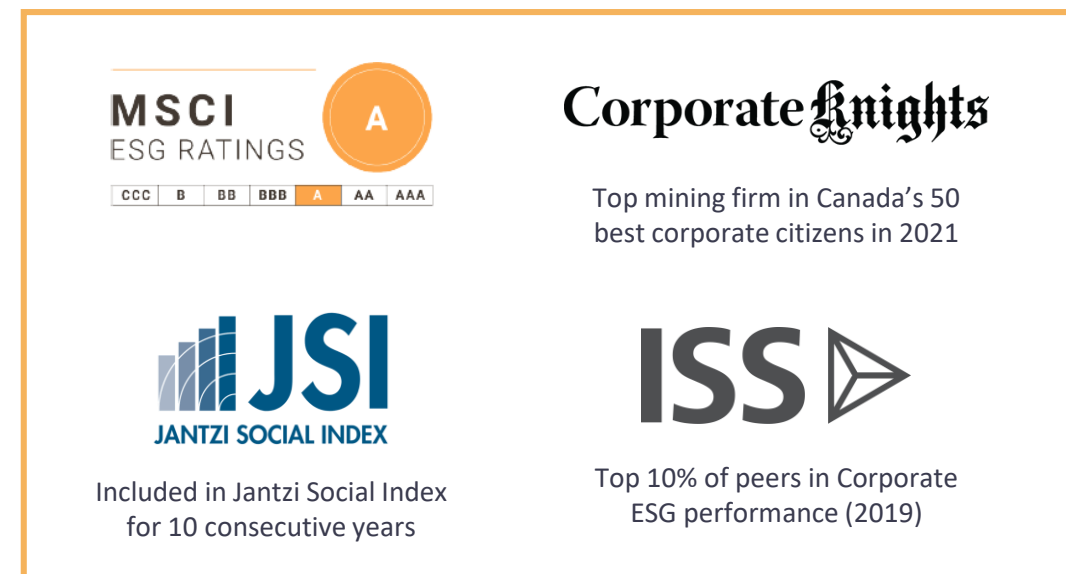 MSCI
ESG RATINGS
A
CCC B BB BBB A AA AAA
Corporate Knights
Top mining firm in Canada’s 50
best corporate citizens in 2021
JSI
JANTZI SOCIAL INDEX
Included in Jantzi Social Index
for 10 consecutive years
ISS
Top 10% of peers in Corporate
ESG performance (2019)